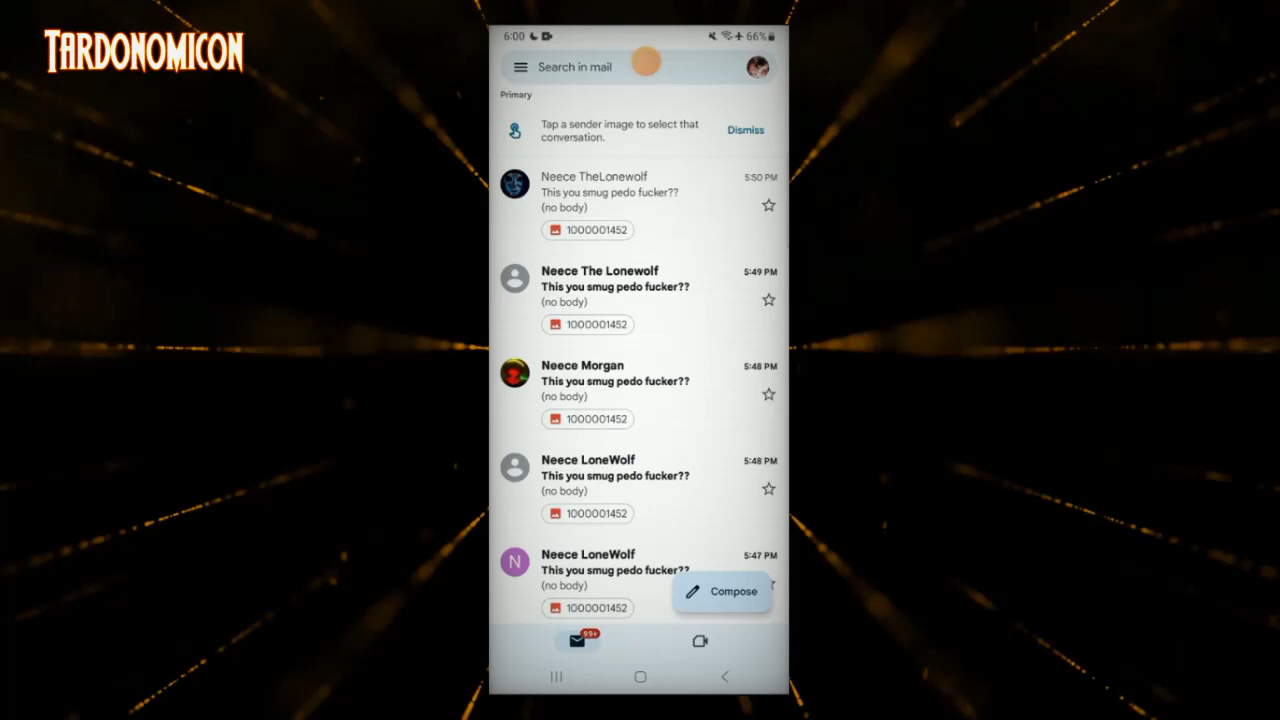 TARDONOMICON
6:00
66%
Search in mail
Primary
Tap a sender image to select that
conversation.
Dismiss
Neece TheLonewolf
5:50 PM
This you smug pedo fucker??
(no body)
1000001452
Neece The Lonewolf
5:49 PM
This you smug pedo fucker??
(no body)
1000001452
Neece Morgan
5:48 PM
This you smug pedo fucker??
(no body)
1000001452
Neece LoneWolf
5:48 PM
This you smug pedo fucker??
(no body)
1000001452
N
Neece LoneWolf
5:47 PM
This you smug pedo fucker??
(no body)
1000001452
Compose
99+